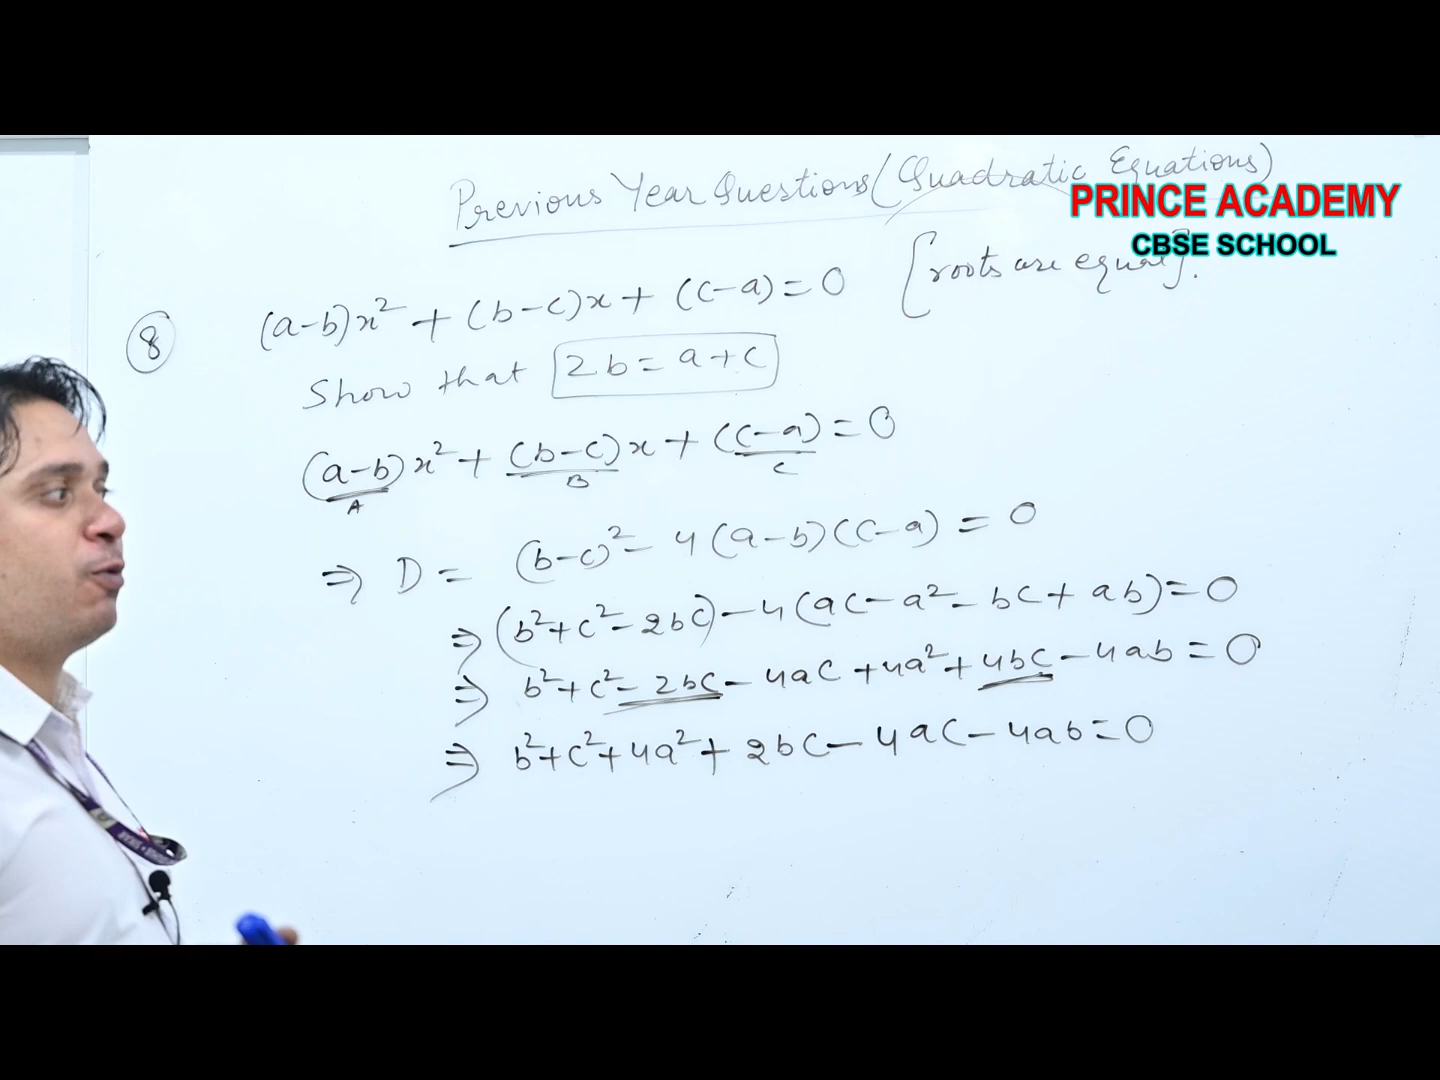 Previous Year Questions (Quadratic Equations)
PRINCE ACADEMY
CBSE SCHOOL
(8) (a-b)x² + (b-c)x + (c-a) = 0 [roots are equal].
Show that 2b = a+c
(a-b)x² + (b-c)x + (c-a) = 0
A B C
⇒ D = (b-c)² - 4(a-b)(c-a) = 0
⇒ (b²+c²-2bc) - 4(ac-a²-bc+ab) = 0
⇒ b²+c²-2bc-4ac+4a²+4bc-4ab = 0
⇒ b²+c²+4a²+2bc-4ac-4ab = 0